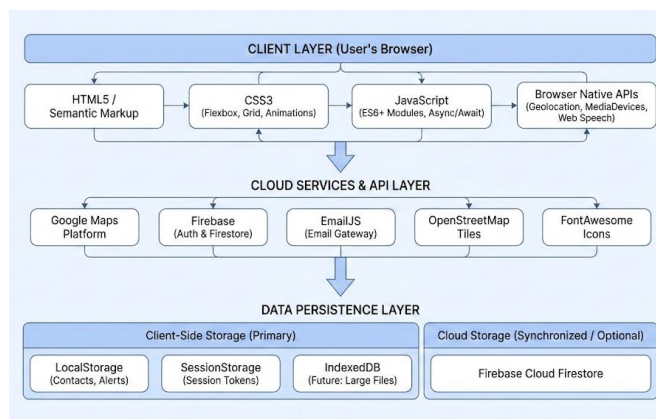 CLIENT LAYER (User's Browser)
HTML5 /
Semantic Markup
CSS3
(Flexbox, Grid, Animations)
JavaScript
(ES6+ Modules, Async/Await)
Browser Native APIs
(Geolocation, MediaDevices,
Web Speech)
CLOUD SERVICES & API LAYER
Google Maps
Platform
Firebase
(Auth & Firestore)
EmailJS
(Email Gateway)
OpenStreetMap
Tiles
FontAwesome
Icons
DATA PERSISTENCE LAYER
Client-Side Storage (Primary)
LocalStorage
(Contacts, Alerts)
SessionStorage
(Session Tokens)
IndexedDB
(Future: Large Files)
Cloud Storage (Synchronized / Optional)
Firebase Cloud Firestore